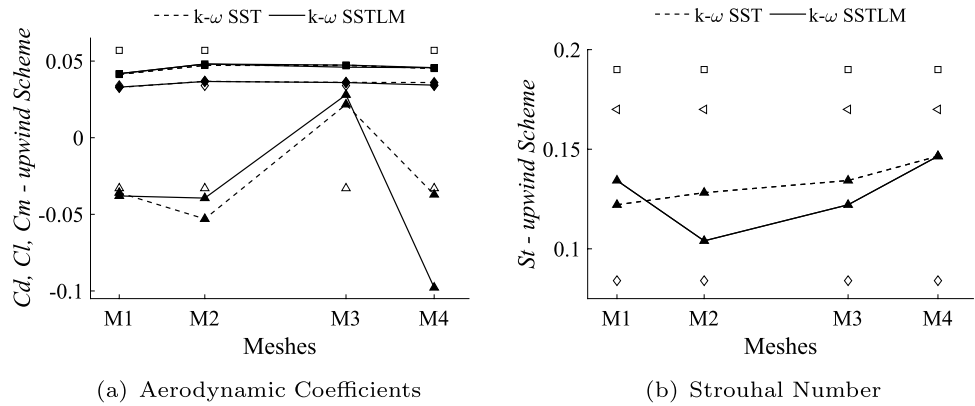 k-ω SST k-ω SSTLM
Cd, Cl, Cm - upwind Scheme
0.05
0
-0.05
-0.1
M1 M2 M3 M4
Meshes
(a) Aerodynamic Coefficients
k-ω SST k-ω SSTLM
St - upwind Scheme
0.2
0.15
0.1
M1 M2 M3 M4
Meshes
(b) Strouhal Number